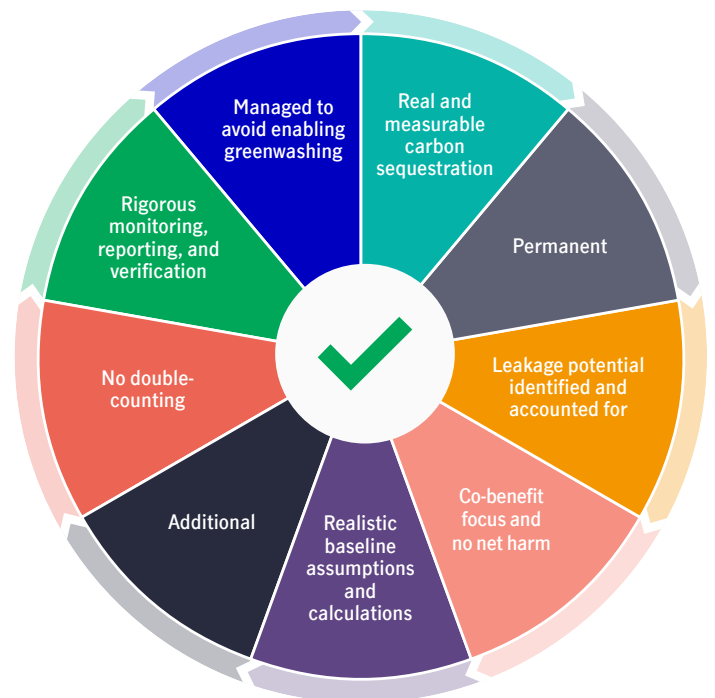 Managed to
avoid enabling
greenwashing
Real and
measurable
carbon
sequestration
Permanent
Leakage potential
identified and
accounted for
Co-benefit
focus and
no net harm
Realistic
baseline
assumptions
and
calculations
Additional
No double-
counting
Rigorous
monitoring,
reporting, and
verification